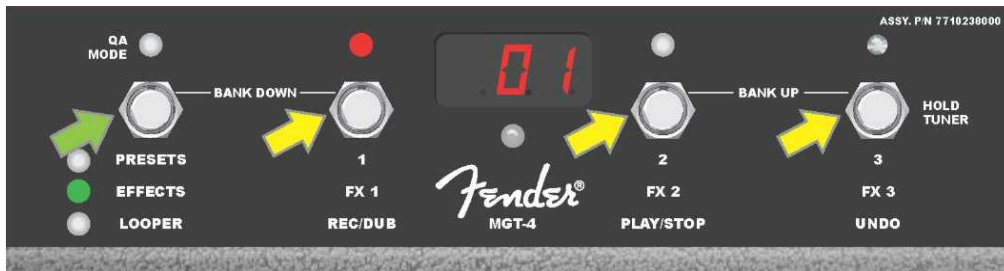 ASSY. P/N 7710238000
QA
MODE
01
BANK DOWN
BANK UP
HOLD
TUNER
PRESETS
1
2
3
EFFECTS
FX 1
Fender®
FX 2
FX 3
LOOPER
REC/DUB
MGT-4
PLAY/STOP
UNDO